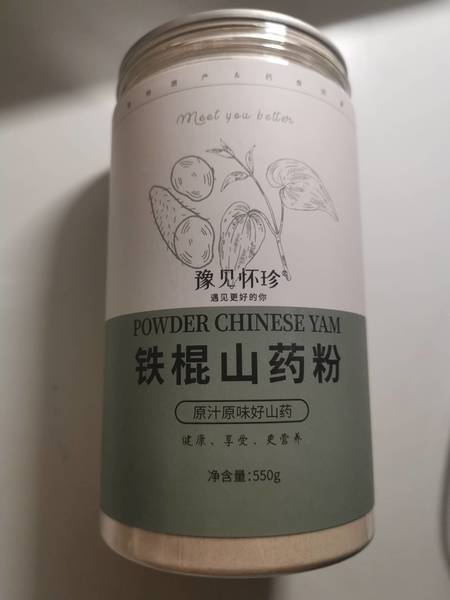 Meet you better
豫见怀珍
遇见更好的你
POWDER CHINESE YAM
铁棍山药粉
原汁原味好山药
健康、享受、更营养
净含量:550g